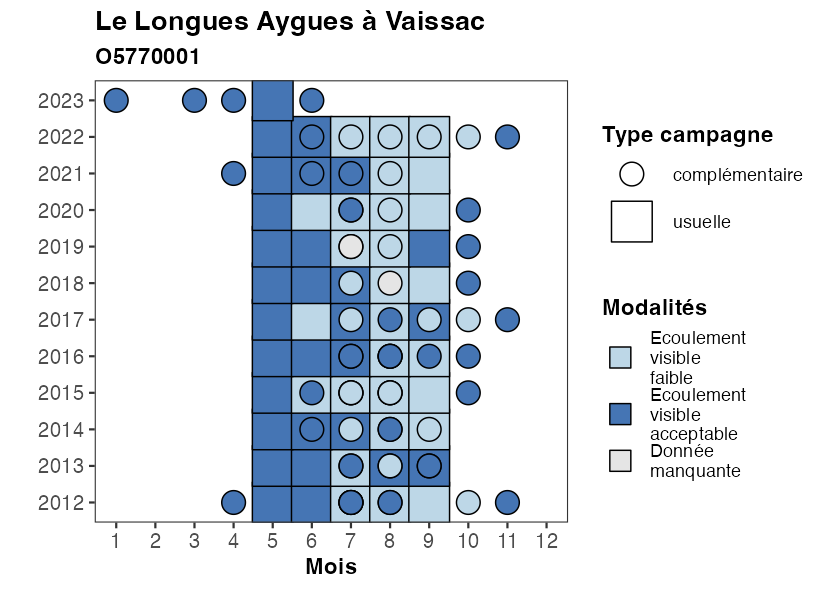 Le Longues Aygues à Vaissac
O5770001
2023
2022
2021
2020
2019
2018
2017
2016
2015
2014
2013
2012
1 2 3 4 5 6 7 8 9 10 11 12
Mois
Type campagne
complémentaire
usuelle
Modalités
Ecoulement
visible
faible
Ecoulement
visible
acceptable
Donnée
manquante